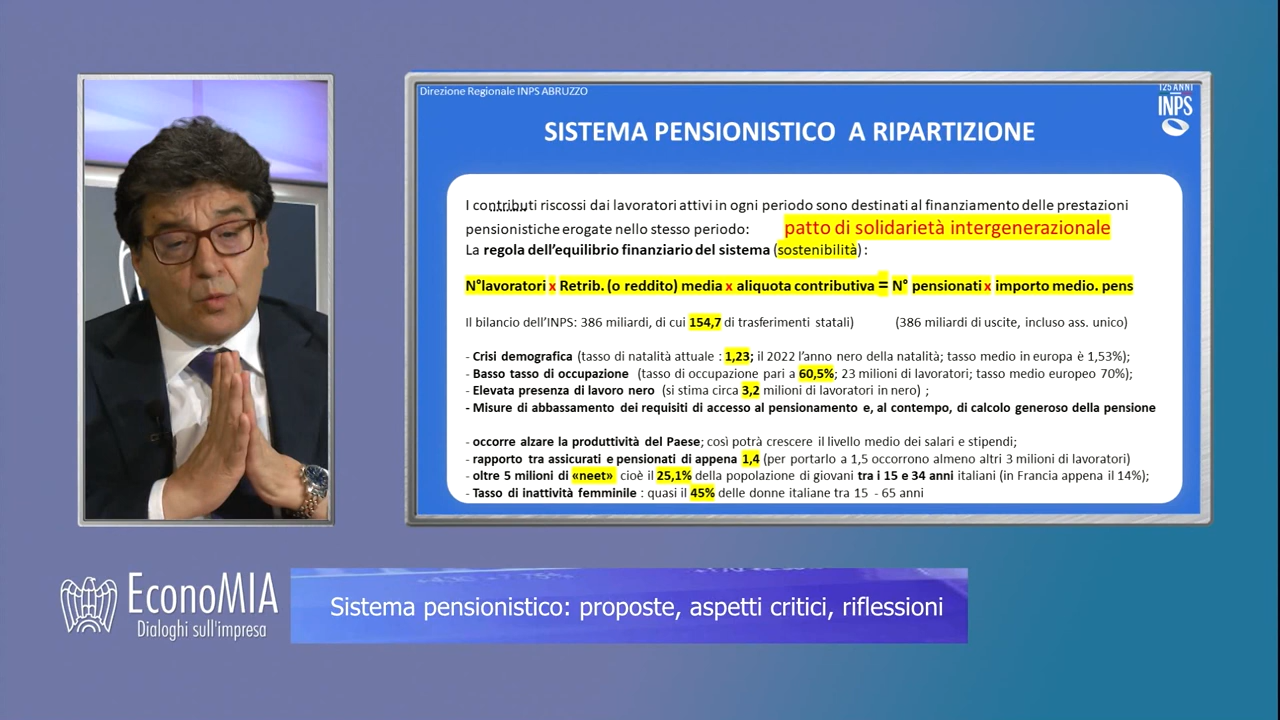 Direzione Regionale INPS ABRUZZO
125 ANNI
INPS
SISTEMA PENSIONISTICO A RIPARTIZIONE
I contributi riscossi dai lavoratori attivi in ogni periodo sono destinati al finanziamento delle prestazioni
pensionistiche erogate nello stesso periodo: patto di solidarietà intergenerazionale
La regola dell'equilibrio finanziario del sistema (sostenibilità) :
N°lavoratori x Retrib. (o reddito) media x aliquota contributiva = N° pensionati x importo medio. pens
Il bilancio dell'INPS: 386 miliardi, di cui 154,7 di trasferimenti statali) (386 miliardi di uscite, incluso ass. unico)
- Crisi demografica (tasso di natalità attuale : 1,23; il 2022 l'anno nero della natalità; tasso medio in europa è 1,53%);
- Basso tasso di occupazione (tasso di occupazione pari a 60,5%; 23 milioni di lavoratori; tasso medio europeo 70%);
- Elevata presenza di lavoro nero (si stima circa 3,2 milioni di lavoratori in nero) ;
- Misure di abbassamento dei requisiti di accesso al pensionamento e, al contempo, di calcolo generoso della pensione
- occorre alzare la produttività del Paese; così potrà crescere il livello medio dei salari e stipendi;
- rapporto tra assicurati e pensionati di appena 1,4 (per portarlo a 1,5 occorrono almeno altri 3 milioni di lavoratori)
- oltre 5 milioni di «neet» cioè il 25,1% della popolazione di giovani tra i 15 e 34 anni italiani (in Francia appena il 14%);
- Tasso di inattività femminile : quasi il 45% delle donne italiane tra 15 - 65 anni
EconoMIA
Dialoghi sull'impresa
Sistema pensionistico: proposte, aspetti critici, riflessioni